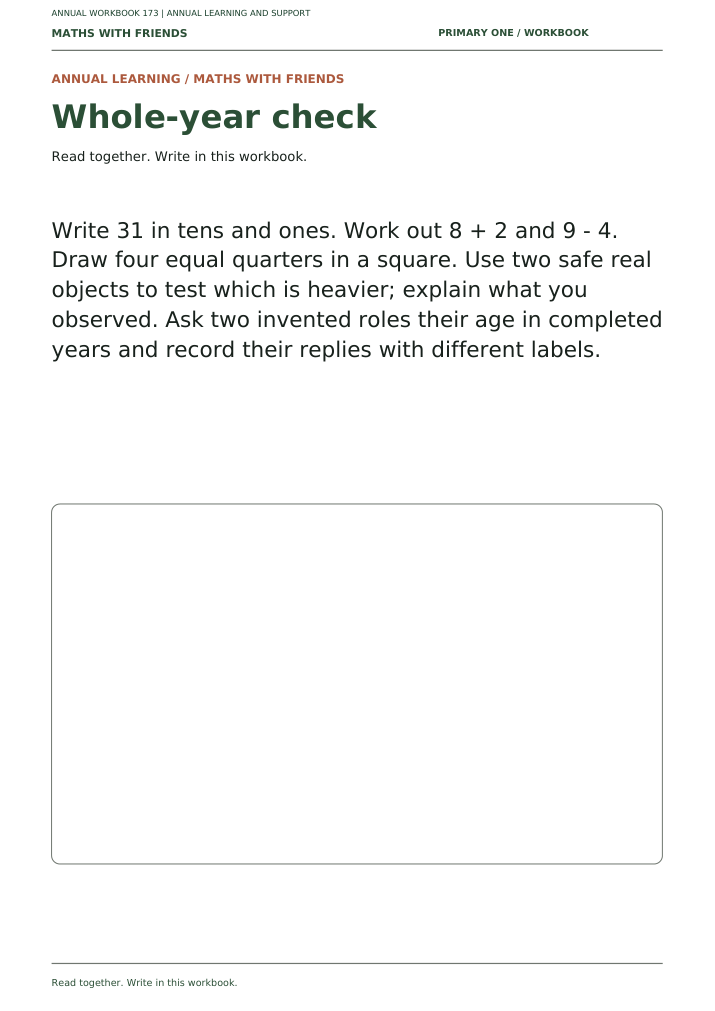 ANNUAL WORKBOOK 173 | ANNUAL LEARNING AND SUPPORT
MATHS WITH FRIENDS
PRIMARY ONE / WORKBOOK
ANNUAL LEARNING / MATHS WITH FRIENDS
Whole-year check
Read together. Write in this workbook.
Write 31 in tens and ones. Work out 8 + 2 and 9 - 4.
Draw four equal quarters in a square. Use two safe real
objects to test which is heavier; explain what you
observed. Ask two invented roles their age in completed
years and record their replies with different labels.
Read together. Write in this workbook.